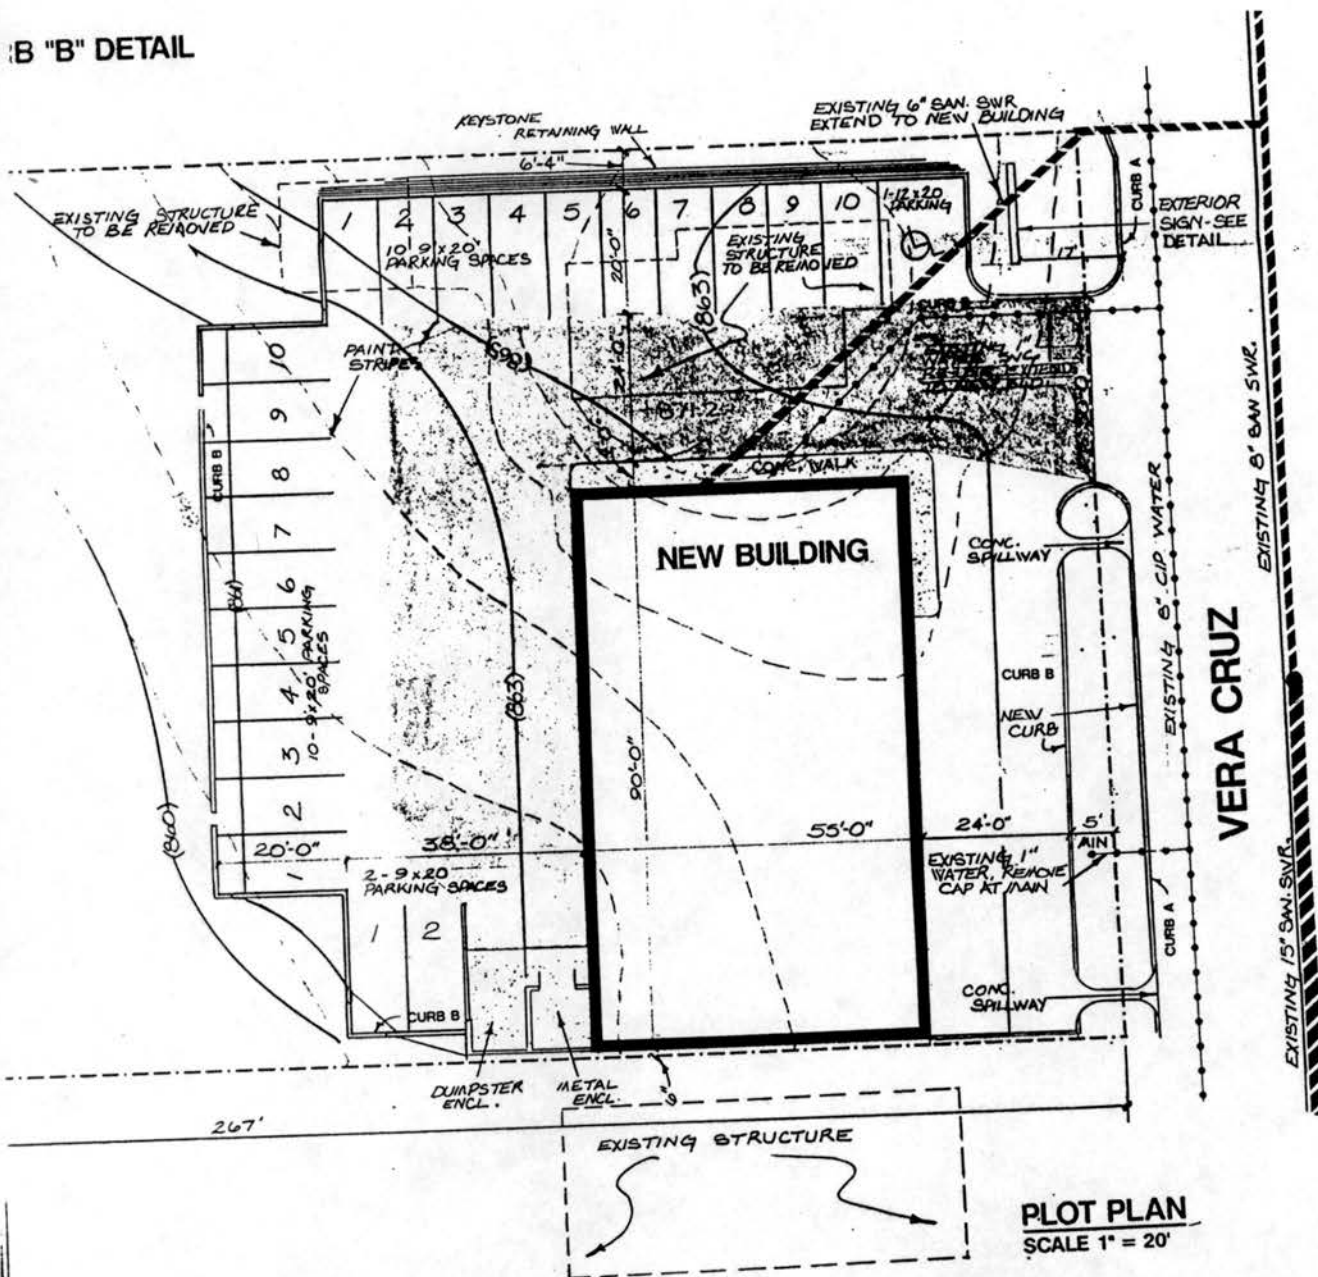 B "B" DETAIL
KEYSTONE
RETAINING WALL
6'-4"
EXISTING 6" SAN. SWR
EXTEND TO NEW BUILDING
EXISTING STRUCTURE
TO BE REMOVED
1
2
3
4
5
6
7
8
9
10
1-12x20
PARKING
10-9x20'
PARKING SPACES
20'-0"
EXISTING
STRUCTURE
TO BE REMOVED
CURB A
EXTERIOR
SIGN-SEE
DETAIL
17'
(863)
CURB B
PAINT
STRIPES
(865)
24'-0"
EXISTING 1"
10
9
8
7
6
5
4
3
2
1
CURB B
(861)
10-9x20' PARKING
SPACES
CONC. WALK
NEW BUILDING
CONC.
SPILLWAY
EXISTING 8" CIP WATER
EXISTING 8" SAN SWR.
VERA CRUZ
CURB B
NEW
CURB
(863)
90'-0"
(860)
20'-0"
38'-0"
55'-0"
24'-0"
5'
MIN
2-9x20
PARKING SPACES
EXISTING 1"
WATER, REMOVE
CAP AT MAIN
1
2
CURB A
CONC.
SPILLWAY
CURB B
EXISTING 15" SAN. SWR.
DUMPSTER
ENCL.
METAL
ENCL.
267'
EXISTING STRUCTURE
PLOT PLAN
SCALE 1" = 20'